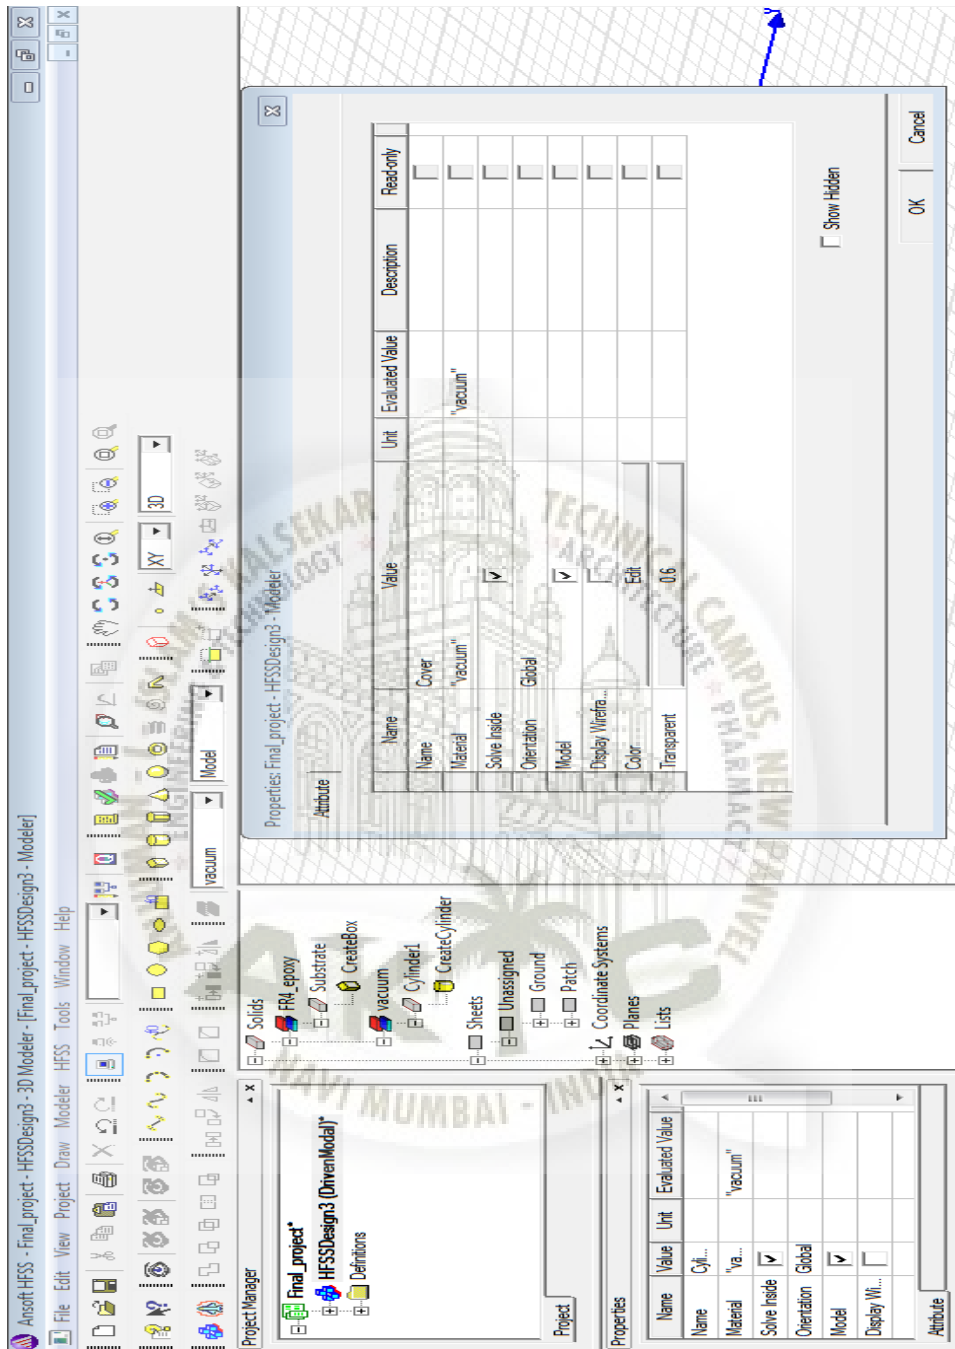 Ansoft HFSS - Final_project - HFSSDesign3 - 3D Modeler - [Final_project - HFSSDesign3 - Modeler]
File Edit View Project Draw Modeler HFSS Tools Window Help
XY 3D
vacuum Model
Project Manager
Final_project*
HFSSDesign3 (DrivenModal)*
Definitions
Project
Properties
Name Value Unit Evaluated Value
Name Cyli...
Material "va... "vacuum"
Solve Inside
Orientation Global
Model
Display Wi...
Attribute
Solids
FR4_epoxy
Substrate
CreateBox
vacuum
Cylinder1
CreateCylinder
Sheets
Unassigned
Ground
Patch
Coordinate Systems
Planes
Lists
Properties: Final_project - HFSSDesign3 - Modeler
Attribute
Name Value Unit Evaluated Value Description Read-only
Name Cover
Material "vacuum" "vacuum"
Solve Inside
Orientation Global
Model
Display Wirefra...
Color Edit
Transparent 0.6
Show Hidden
OK Cancel
Y
KALSEKAR TECHNICAL CAMPUS, NEW PANVEL
TECHNOLOGY * ARCHITECTURE * PHARMACY
NAVI MUMBAI - INDIA